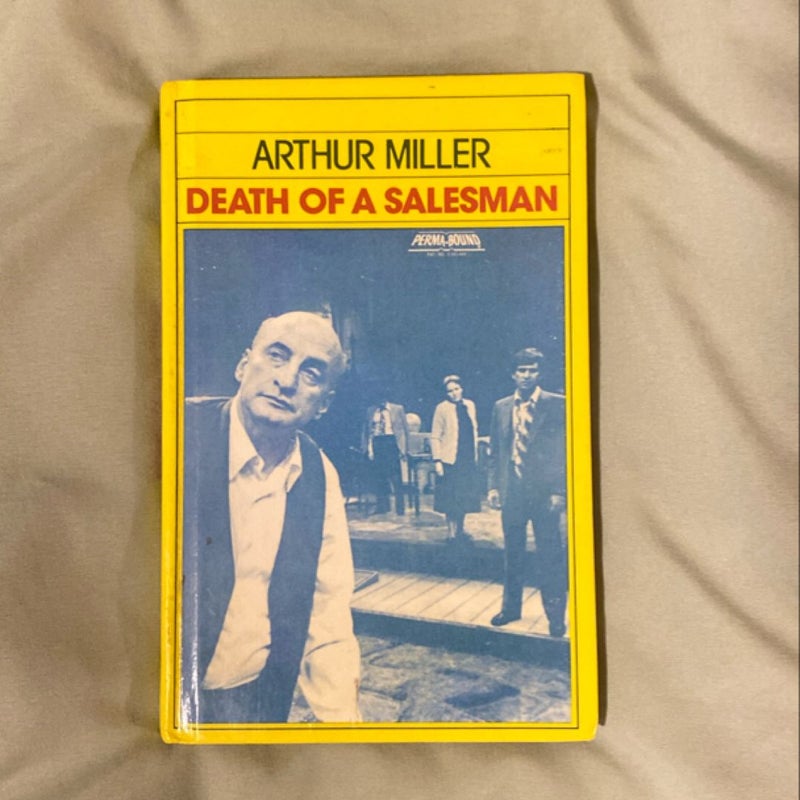 ARTHUR MILLER
DEATH OF A SALESMAN
PERMA-BOUND